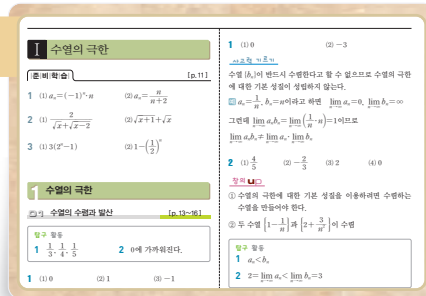 I 수열의 극한
준비학습 [p.11]
1 (1) aₙ=(-1)ⁿ·n (2) aₙ=n/(n+2)
2 (1) 2/(√x+√x-2) (2) √x+1+√x
3 (1) 3(2ⁿ-1) (2) 1-(1/2)ⁿ
1 수열의 극한
수열의 수렴과 발산 [p.13~16]
탐구 활동
1 1/3, 1/4, 1/5 2 0에 가까워진다.
1 (1) 0 (2) 1 (3) -1
1 (1) 0 (2) -3
사고력 기르기
수열 {bₙ}이 반드시 수렴한다고 할 수 없으므로 수열의 극한
에 대한 기본 성질이 성립하지 않는다.
예 aₙ=1/n, bₙ=n이라고 하면 lim aₙ=0, lim bₙ=∞
그런데 lim aₙbₙ=lim(1/n·n)=1이므로
lim aₙbₙ≠lim aₙ·lim bₙ
2 (1) 4/5 (2) -2/3 (3) 2 (4) 0
창의 up
① 수열의 극한에 대한 기본 성질을 이용하려면 수렴하는
수열을 만들어야 한다.
② 두 수열 {1-1/n}과 {2+3/n²}이 수렴
탐구 활동
1 aₙ<bₙ
2 2=lim aₙ<lim bₙ=3